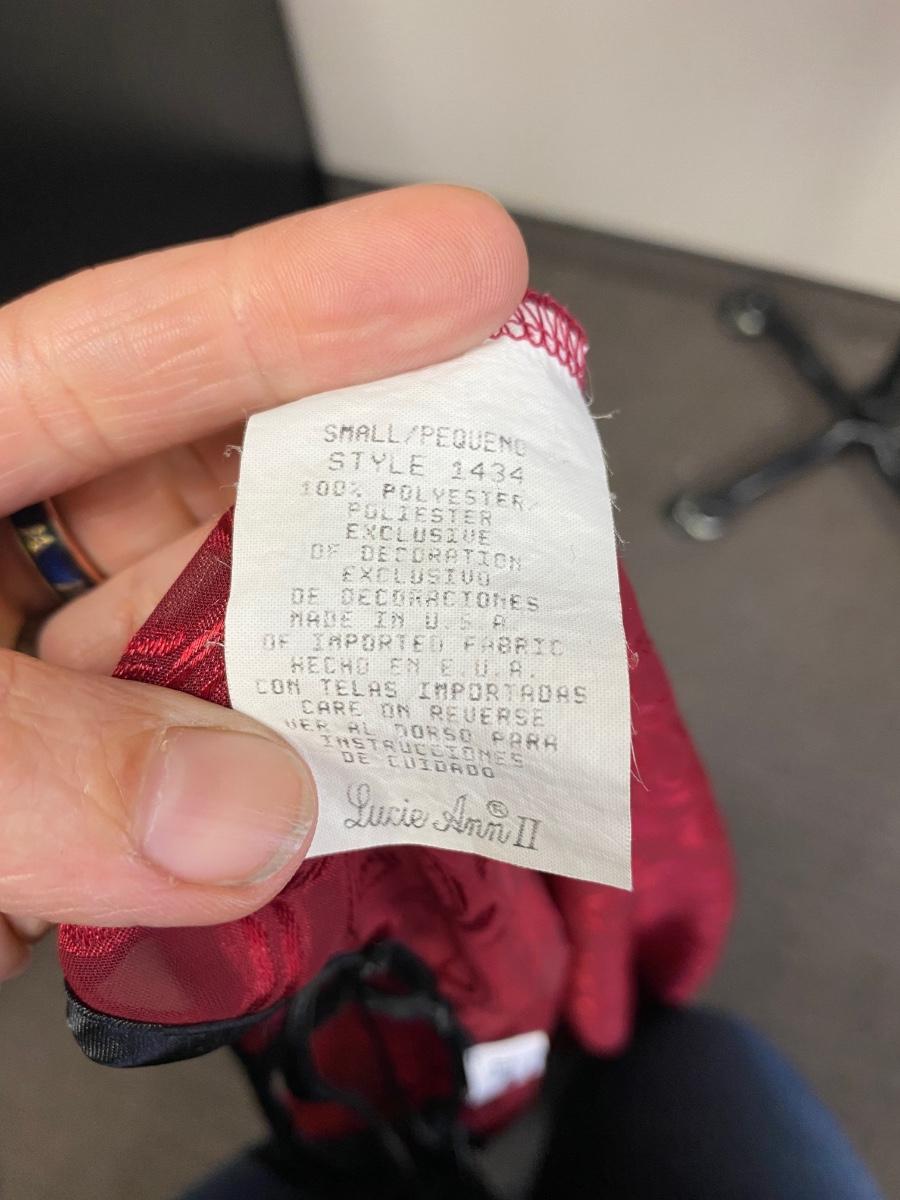 SMALL/PEQUENO
STYLE 1434
100% POLYESTER/
POLIESTER
EXCLUSIVE
OF DECORATION
EXCLUSIVO
DE DECORACIONES
MADE IN U.S.A.
OF IMPORTED FABRIC
HECHO EN E.U.A.
CON TELAS IMPORTADAS
CARE ON REVERSE
VER AL DORSO PARA
INSTRUCCIONES
DE CUIDADO
Lucie Ann® II